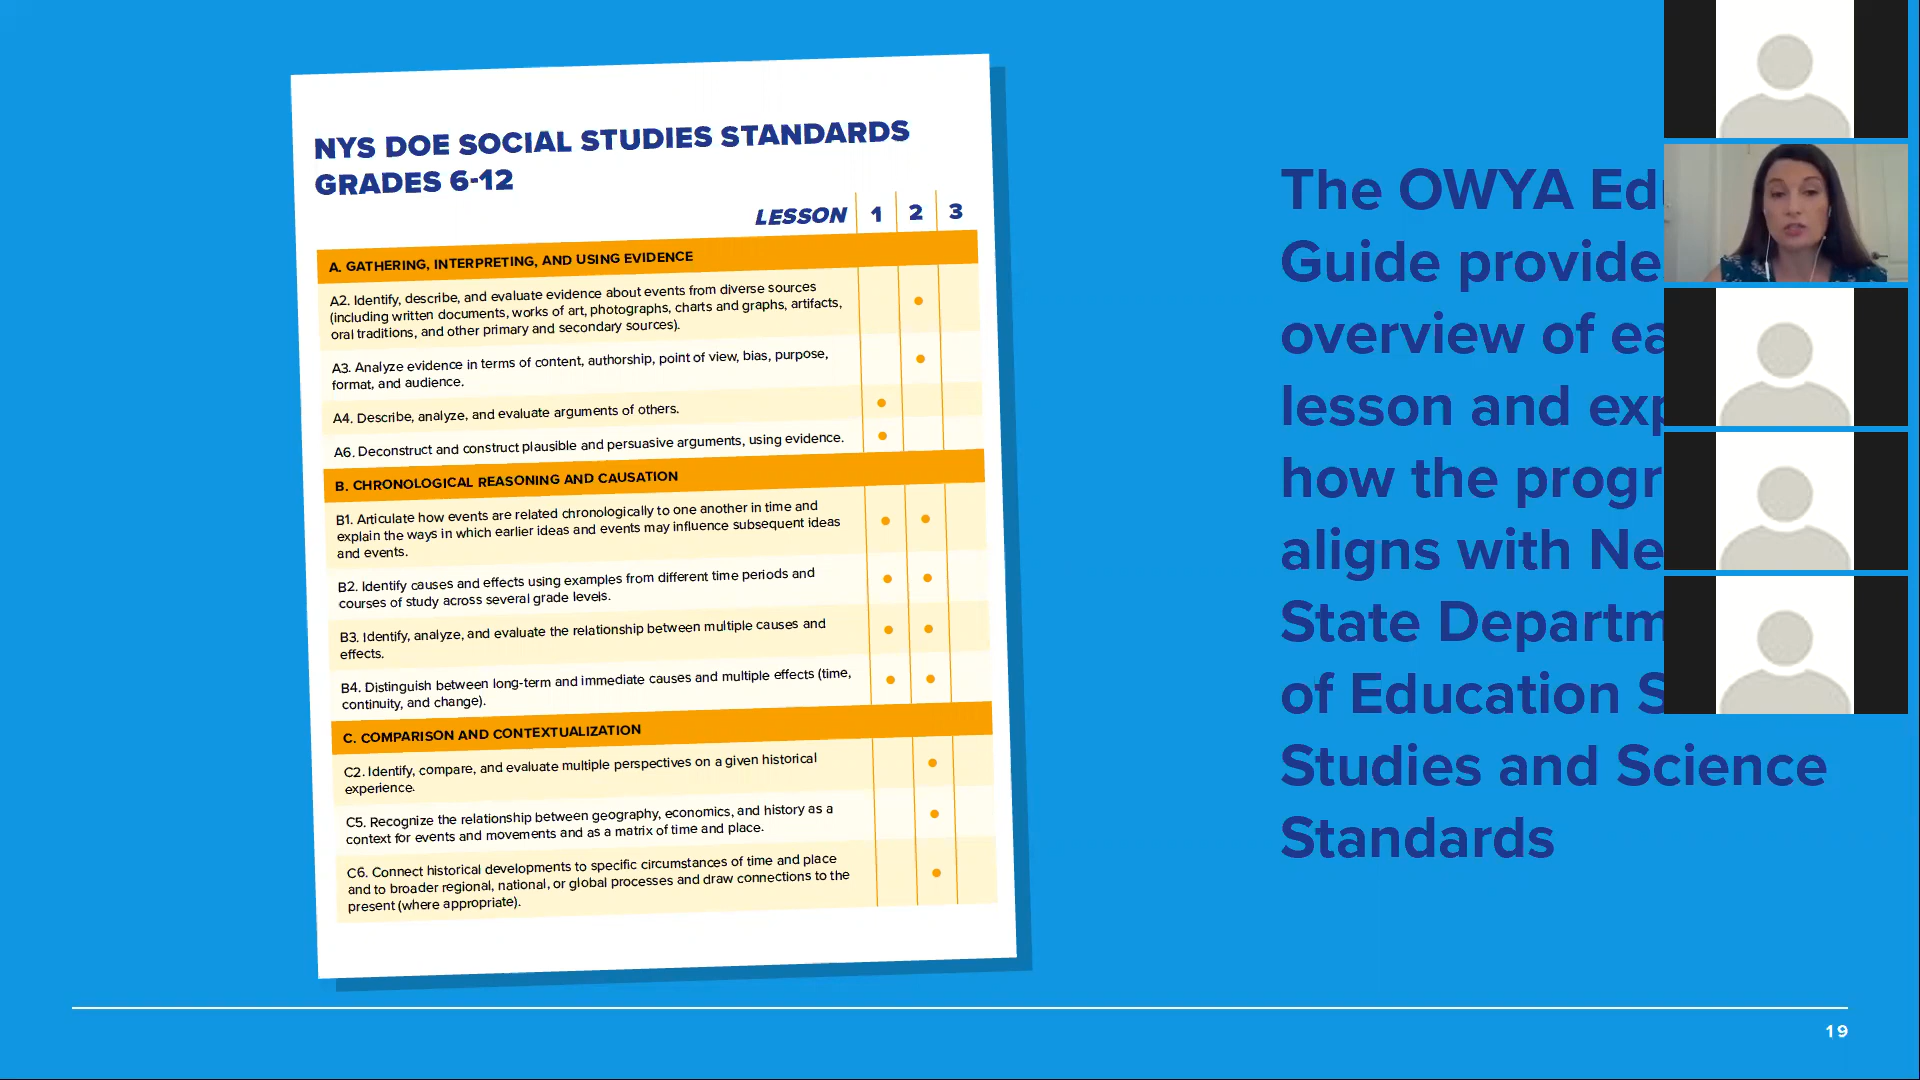 NYS DOE SOCIAL STUDIES STANDARDS
GRADES 6-12
LESSON 1 2 3
A. GATHERING, INTERPRETING, AND USING EVIDENCE
A2. Identify, describe, and evaluate evidence about events from diverse sources
(including written documents, works of art, photographs, charts and graphs, artifacts,
oral traditions, and other primary and secondary sources).
A3. Analyze evidence in terms of content, authorship, point of view, bias, purpose,
format, and audience.
A4. Describe, analyze, and evaluate arguments of others.
A6. Deconstruct and construct plausible and persuasive arguments, using evidence.
B. CHRONOLOGICAL REASONING AND CAUSATION
B1. Articulate how events are related chronologically to one another in time and
explain the ways in which earlier ideas and events may influence subsequent ideas
and events.
B2. Identify causes and effects using examples from different time periods and
courses of study across several grade levels.
B3. Identify, analyze, and evaluate the relationship between multiple causes and
effects.
B4. Distinguish between long-term and immediate causes and multiple effects (time,
continuity, and change).
C. COMPARISON AND CONTEXTUALIZATION
C2. Identify, compare, and evaluate multiple perspectives on a given historical
experience.
C5. Recognize the relationship between geography, economics, and history as a
context for events and movements and as a matrix of time and place.
C6. Connect historical developments to specific circumstances of time and place
and to broader regional, national, or global processes and draw connections to the
present (where appropriate).
The OWYA
Guide
overview of
lesson and
how the
aligns with
State
of Education
Studies and Science
Standards
19